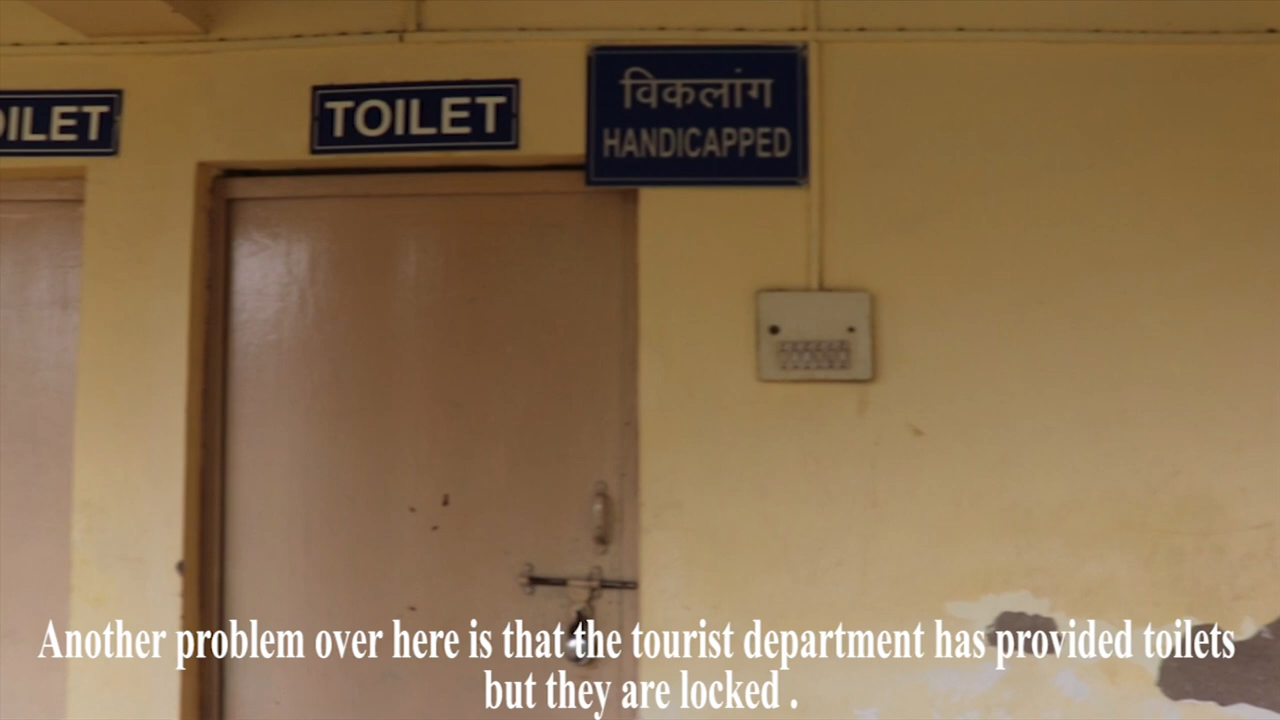 OILET
TOILET
विकलांग
HANDICAPPED
Another problem over here is that the tourist department has provided toilets
but they are locked .